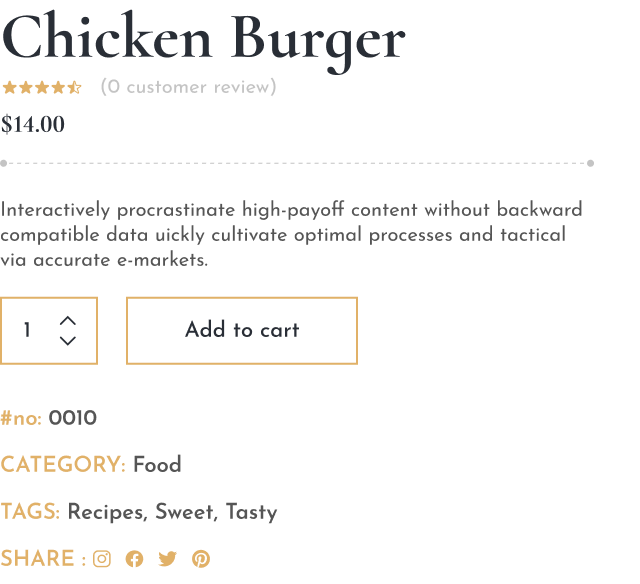 Chicken Burger
(0 customer review)
$14.00
Interactively procrastinate high-payoff content without backward
compatible data uickly cultivate optimal processes and tactical
via accurate e-markets.
1 Add to cart
#no: 0010
CATEGORY: Food
TAGS: Recipes, Sweet, Tasty
SHARE :